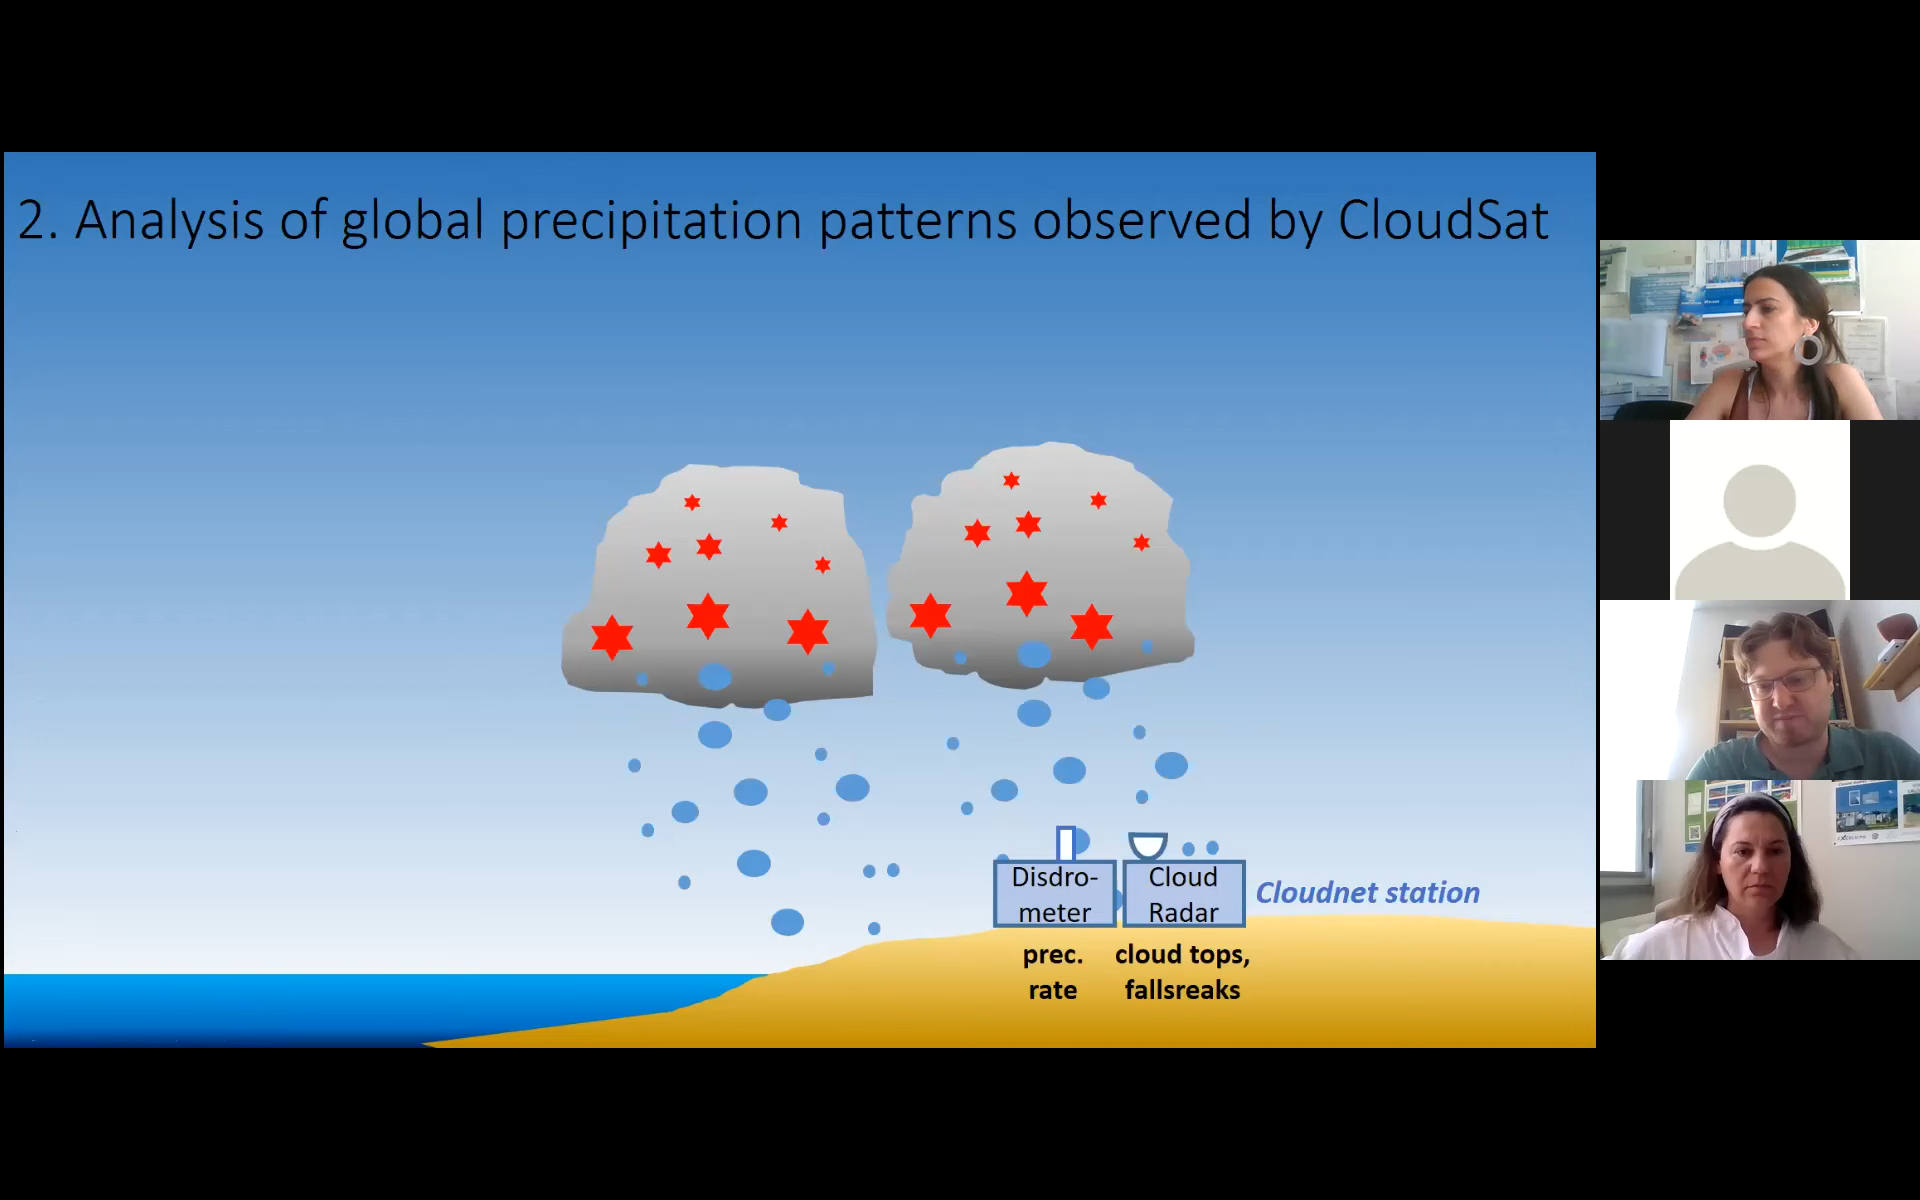 2. Analysis of global precipitation patterns observed by CloudSat
Disdro-
meter
Cloud
Radar
Cloudnet station
prec.
rate
cloud tops,
fallsreaks